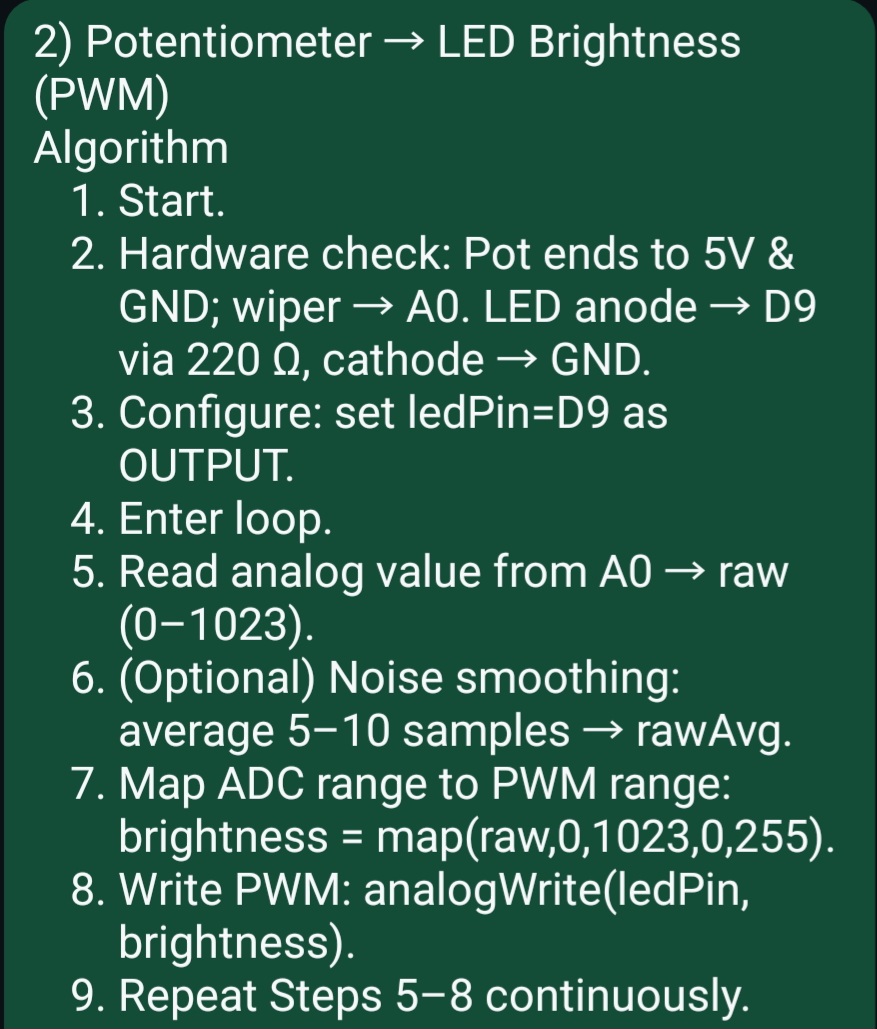 2) Potentiometer → LED Brightness
(PWM)
Algorithm
1. Start.
2. Hardware check: Pot ends to 5V &
GND; wiper → A0. LED anode → D9
via 220 Ω, cathode → GND.
3. Configure: set ledPin=D9 as
OUTPUT.
4. Enter loop.
5. Read analog value from A0 → raw
(0–1023).
6. (Optional) Noise smoothing:
average 5–10 samples → rawAvg.
7. Map ADC range to PWM range:
brightness = map(raw,0,1023,0,255).
8. Write PWM: analogWrite(ledPin,
brightness).
9. Repeat Steps 5–8 continuously.